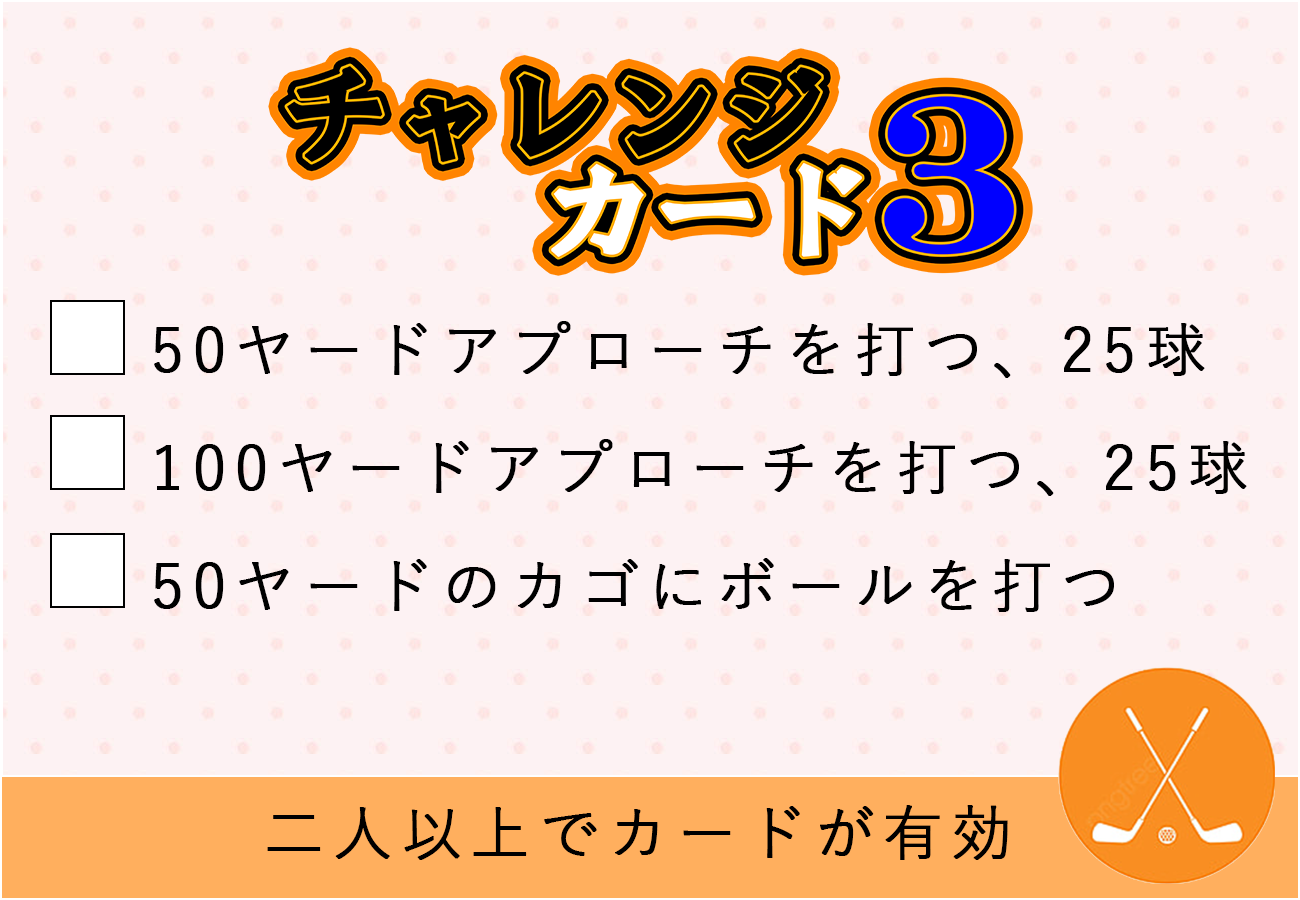 チャレンジ
カード3
50ヤードアプローチを打つ、25球
100ヤードアプローチを打つ、25球
50ヤードのカゴにボールを打つ
二人以上でカードが有効